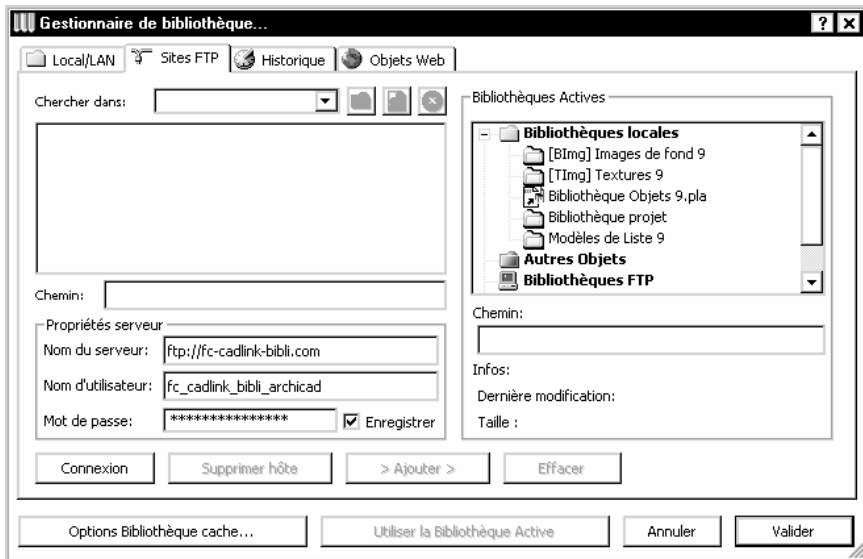 Gestionnaire de bibliothèque...
Local/LAN
Sites FTP
Historique
Objets Web
Chercher dans:
Chemin:
Propriétés serveur
Nom du serveur: ftp://fc-cadlink-bibli.com
Nom d'utilisateur: fc_cadlink_bibli_archicad
Mot de passe: *************** Enregistrer
Bibliothèques Actives
Bibliothèques locales
[BImg] Images de fond 9
[TImg] Textures 9
Bibliothèque Objets 9.pla
Bibliothèque projet
Modèles de Liste 9
Autres Objets
Bibliothèques FTP
Chemin:
Infos:
Dernière modification:
Taille :
Connexion
Supprimer hôte
> Ajouter >
Effacer
Options Bibliothèque cache...
Utiliser la Bibliothèque Active
Annuler
Valider